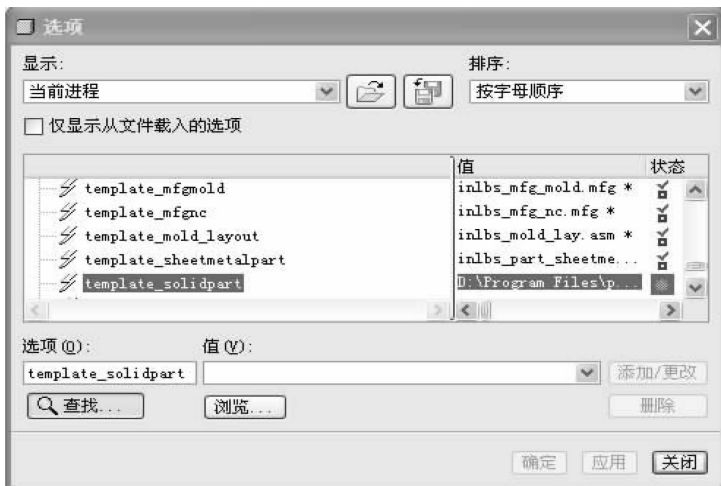 选项
显示: 排序:
当前进程 按字母顺序
仅显示从文件载入的选项
值 状态
template_mfgmold inlbs_mfg_mold.mfg *
template_mfgnc inlbs_mfg_nc.mfg *
template_mold_layout inlbs_mold_lay.asm *
template_sheetmetalpart inlbs_part_sheetme...
template_solidpart D:\Program Files\p...
选项(O): 值(V):
template_solidpart 添加/更改
查找... 浏览... 删除
确定 应用 关闭